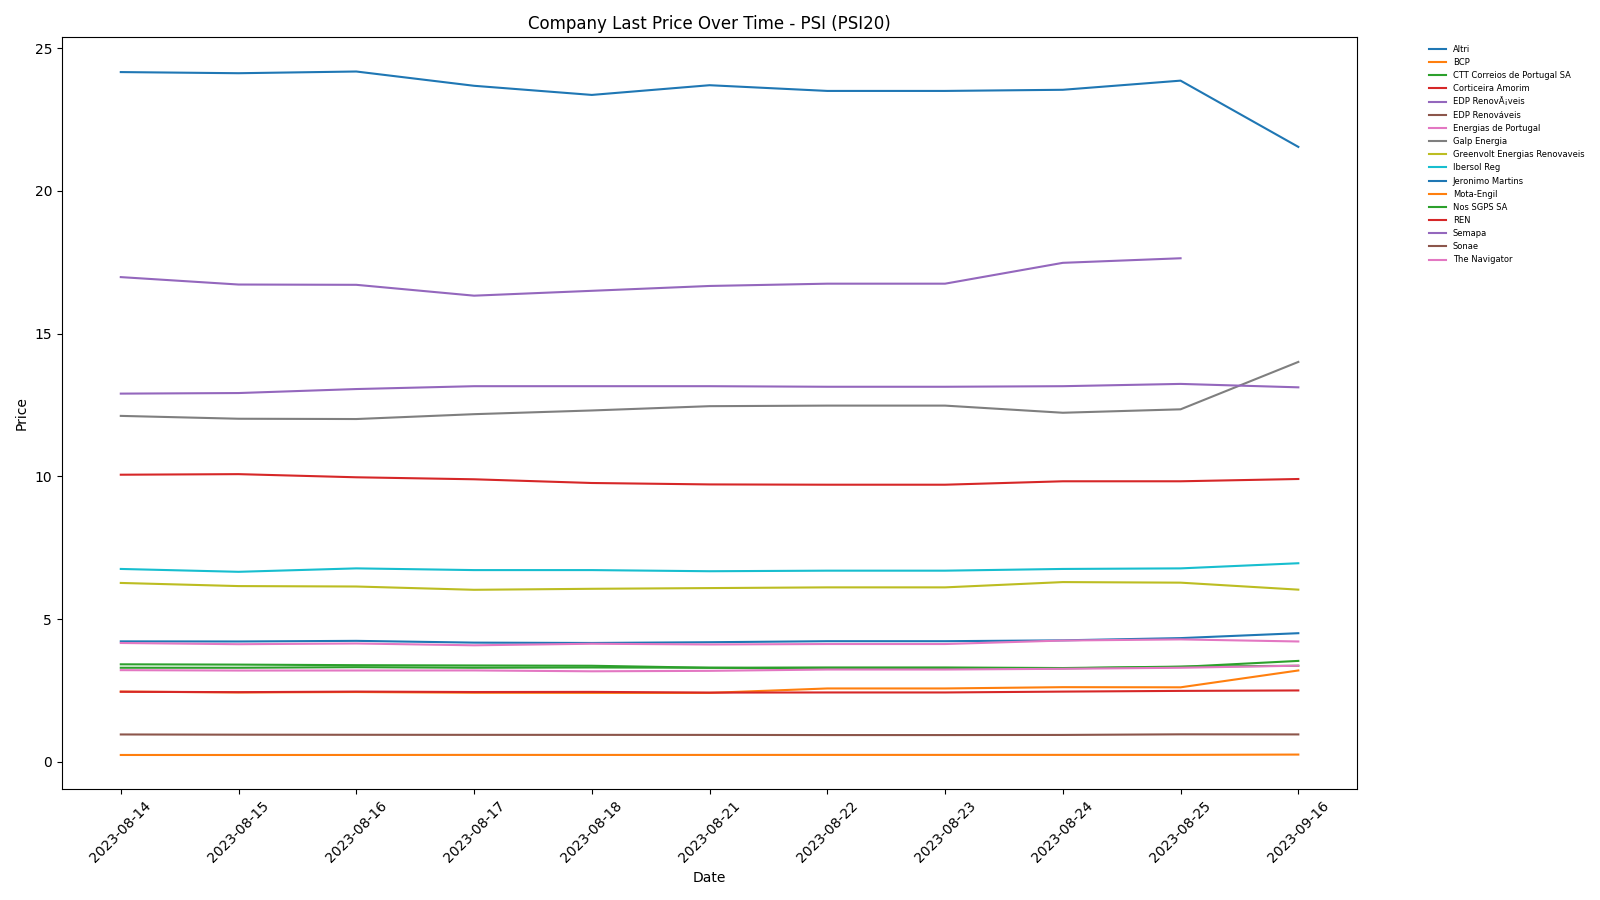 Company Last Price Over Time - PSI (PSI20)
25
20
15
10
5
0
Price
2023-08-14
2023-08-15
2023-08-16
2023-08-17
2023-08-18
2023-08-21
2023-08-22
2023-08-23
2023-08-24
2023-08-25
2023-09-16
Date
Altri
BCP
CTT Correios de Portugal SA
Corticeira Amorim
EDP RenovÃ¡veis
EDP Renováveis
Energias de Portugal
Galp Energia
Greenvolt Energias Renovaveis
Ibersol Reg
Jeronimo Martins
Mota-Engil
Nos SGPS SA
REN
Semapa
Sonae
The Navigator